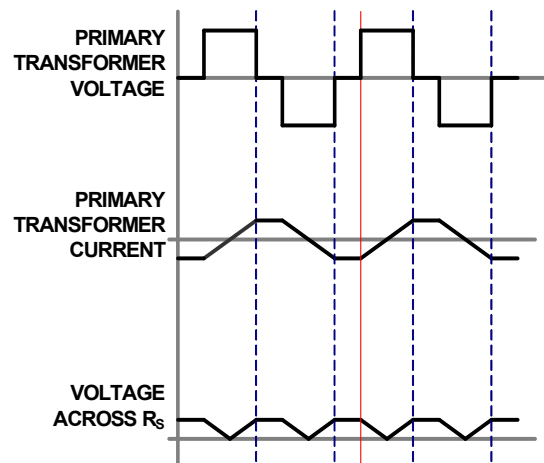 PRIMARY
TRANSFORMER
VOLTAGE
PRIMARY
TRANSFORMER
CURRENT
VOLTAGE
ACROSS RS